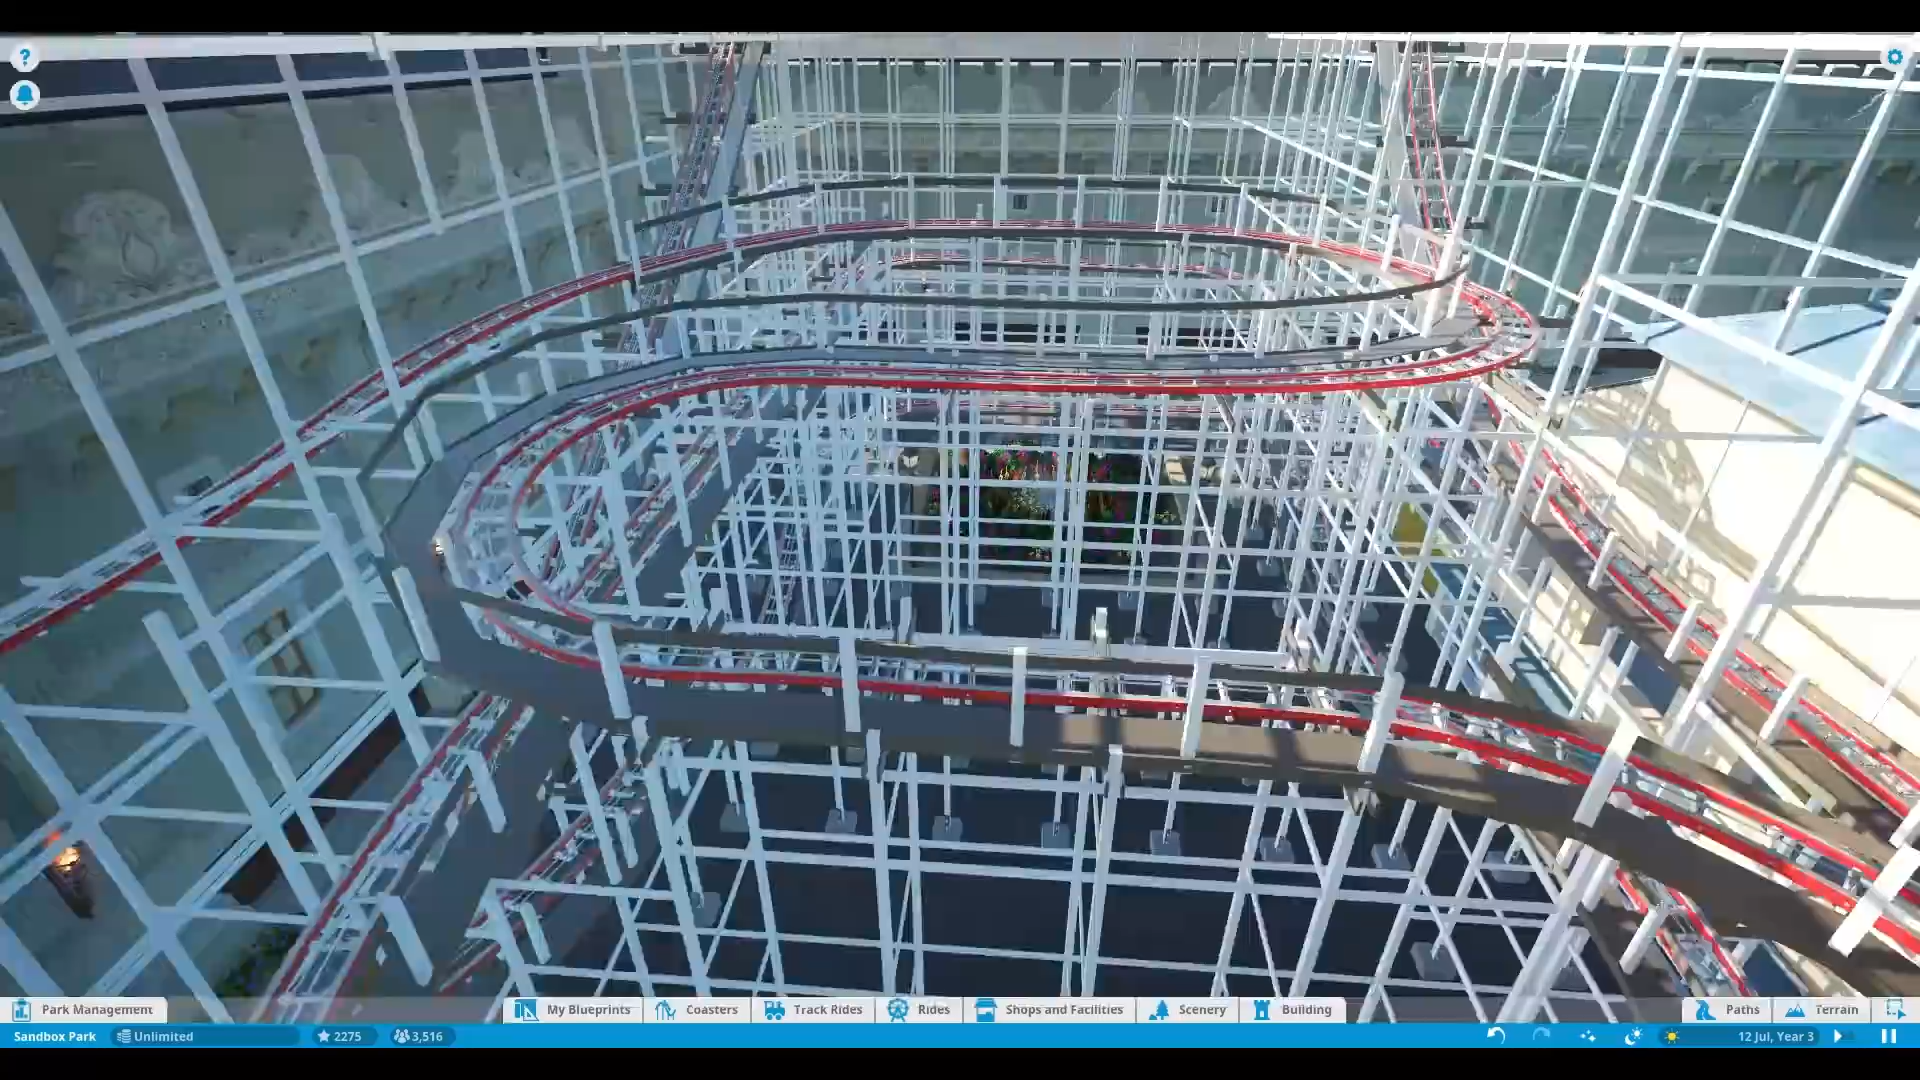 ?
Park Management
My Blueprints
Coasters
Track Rides
Rides
Shops and Facilities
Scenery
Building
Paths
Terrain
Sandbox Park
Unlimited
2275
3,516
12 Jul, Year 3